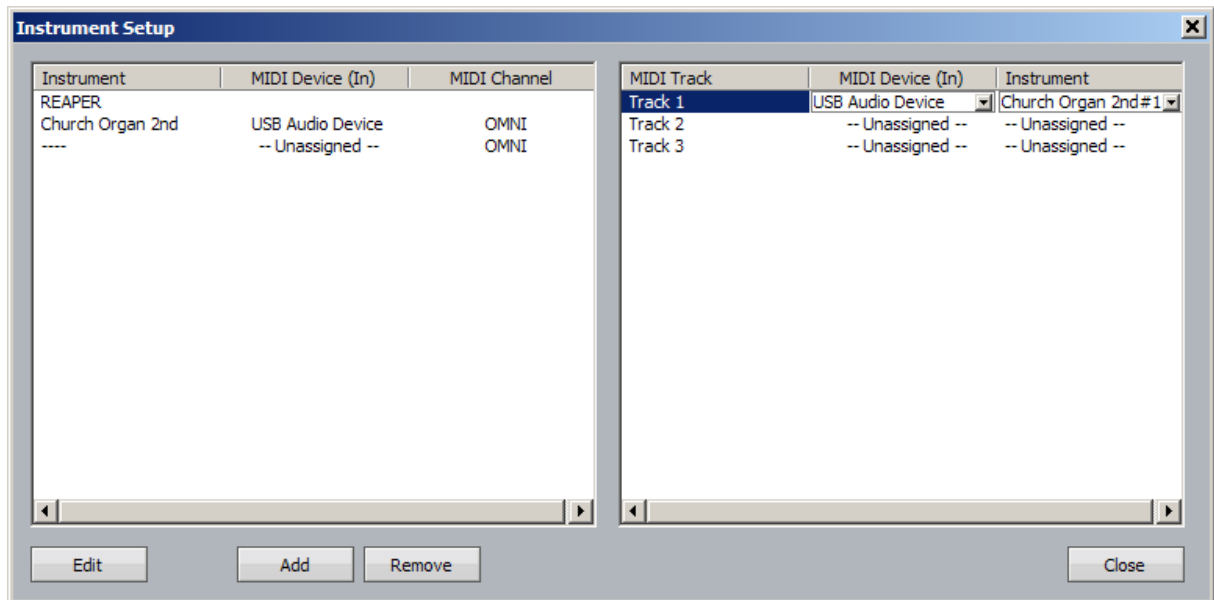 Instrument Setup
Instrument MIDI Device (In) MIDI Channel
REAPER
Church Organ 2nd USB Audio Device OMNI
---- -- Unassigned -- OMNI
MIDI Track MIDI Device (In) Instrument
Track 1 USB Audio Device Church Organ 2nd#1
Track 2 -- Unassigned -- -- Unassigned --
Track 3 -- Unassigned -- -- Unassigned --
Edit Add Remove Close